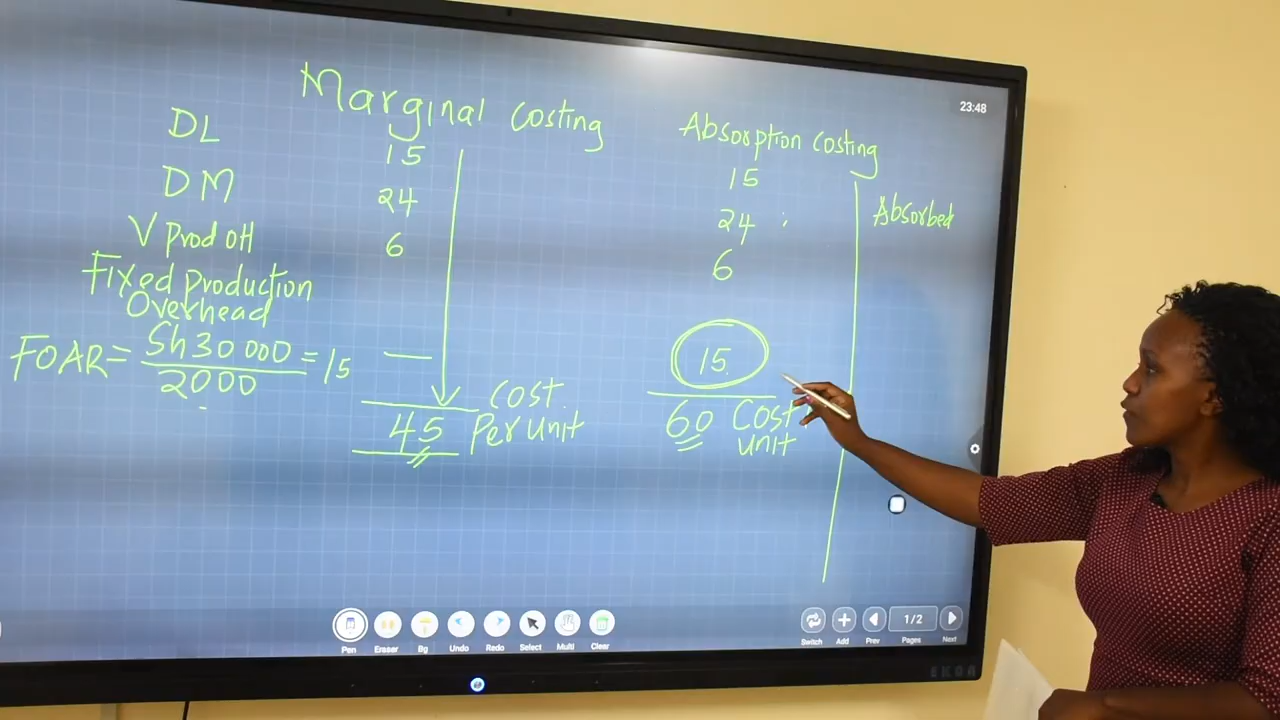 23:48
Marginal Costing
Absorption costing
DL 15 15
DM 24 24
Absorbed
V Prod OH 6 6
Fixed production
Overhead
FOAR= Sh 30 000 = 15 — 15
2000
45 Cost
Per Unit
60 Cost
unit
Pen Eraser Bg Undo Redo Select Multi Clear
Switch Add Prev 1/2 Pages Next